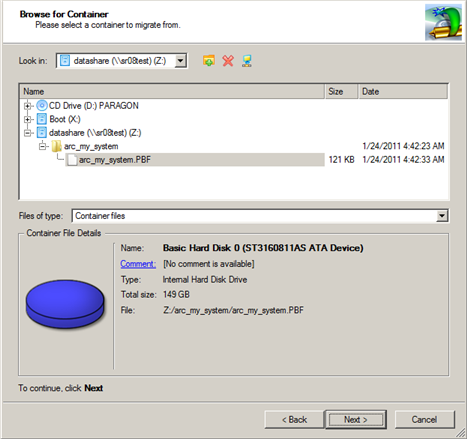 Browse for Container
Please select a container to migrate from.
Look in: datashare (\\sr08test) (Z:)
Name Size Date
CD Drive (D:) PARAGON
Boot (X:)
datashare (\\sr08test) (Z:)
arc_my_system 1/24/2011 4:42:23 AM
arc_my_system.PBF 121 KB 1/24/2011 4:42:33 AM
Files of type: Container files
Container File Details
Name: Basic Hard Disk 0 (ST3160811AS ATA Device)
Comment: [No comment is available]
Type: Internal Hard Disk Drive
Total size: 149 GB
File: Z:/arc_my_system/arc_my_system.PBF
To continue, click Next
< Back Next > Cancel